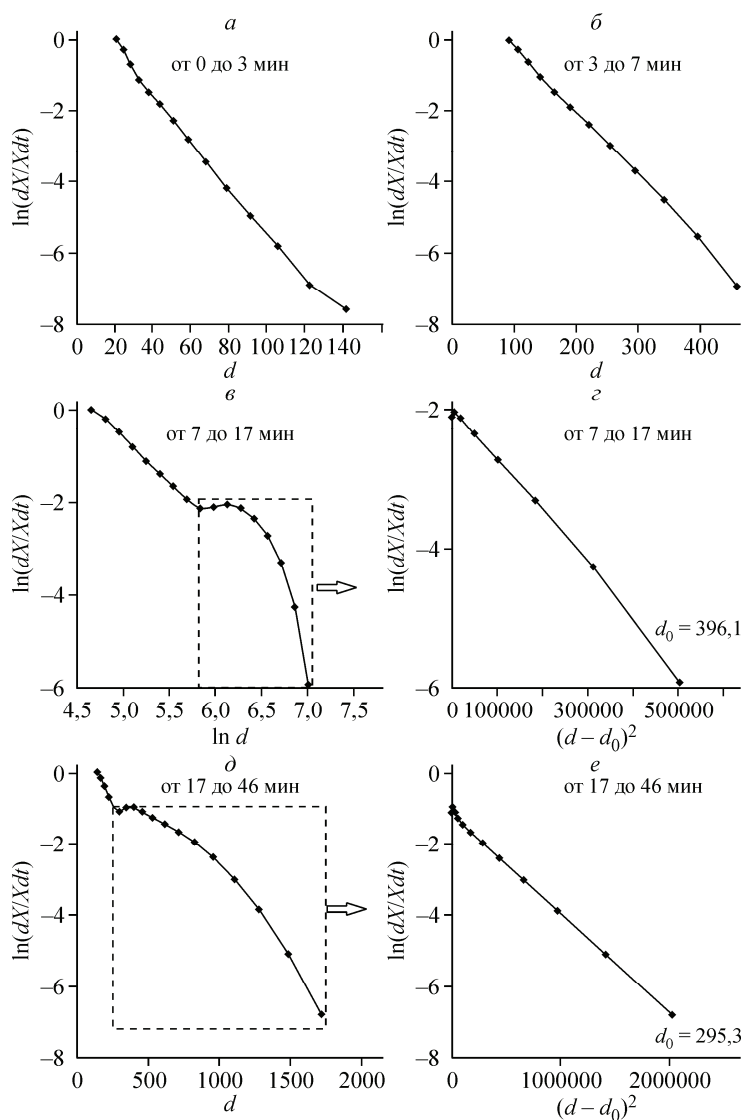 а
от 0 до 3 мин
ln(dX/Xdt)
0
–2
–4
–6
–8
0 20 40 60 80 100 120 140
d
б
от 3 до 7 мин
ln(dX/Xdt)
0
–2
–4
–6
–8
0 100 200 300 400
d
в
от 7 до 17 мин
ln(dX/Xdt)
0
–2
–4
–6
4,5 5,0 5,5 6,0 6,5 7,0 7,5
ln d
г
от 7 до 17 мин
ln(dX/Xdt)
–2
–4
–6
d₀ = 396,1
0 100000 300000 500000
(d – d₀)²
д
от 17 до 46 мин
ln(dX/Xdt)
0
–2
–4
–6
–8
0 500 1000 1500 2000
d
е
от 17 до 46 мин
ln(dX/Xdt)
0
–2
–4
–6
–8
d₀ = 295,3
0 1000000 2000000
(d – d₀)²